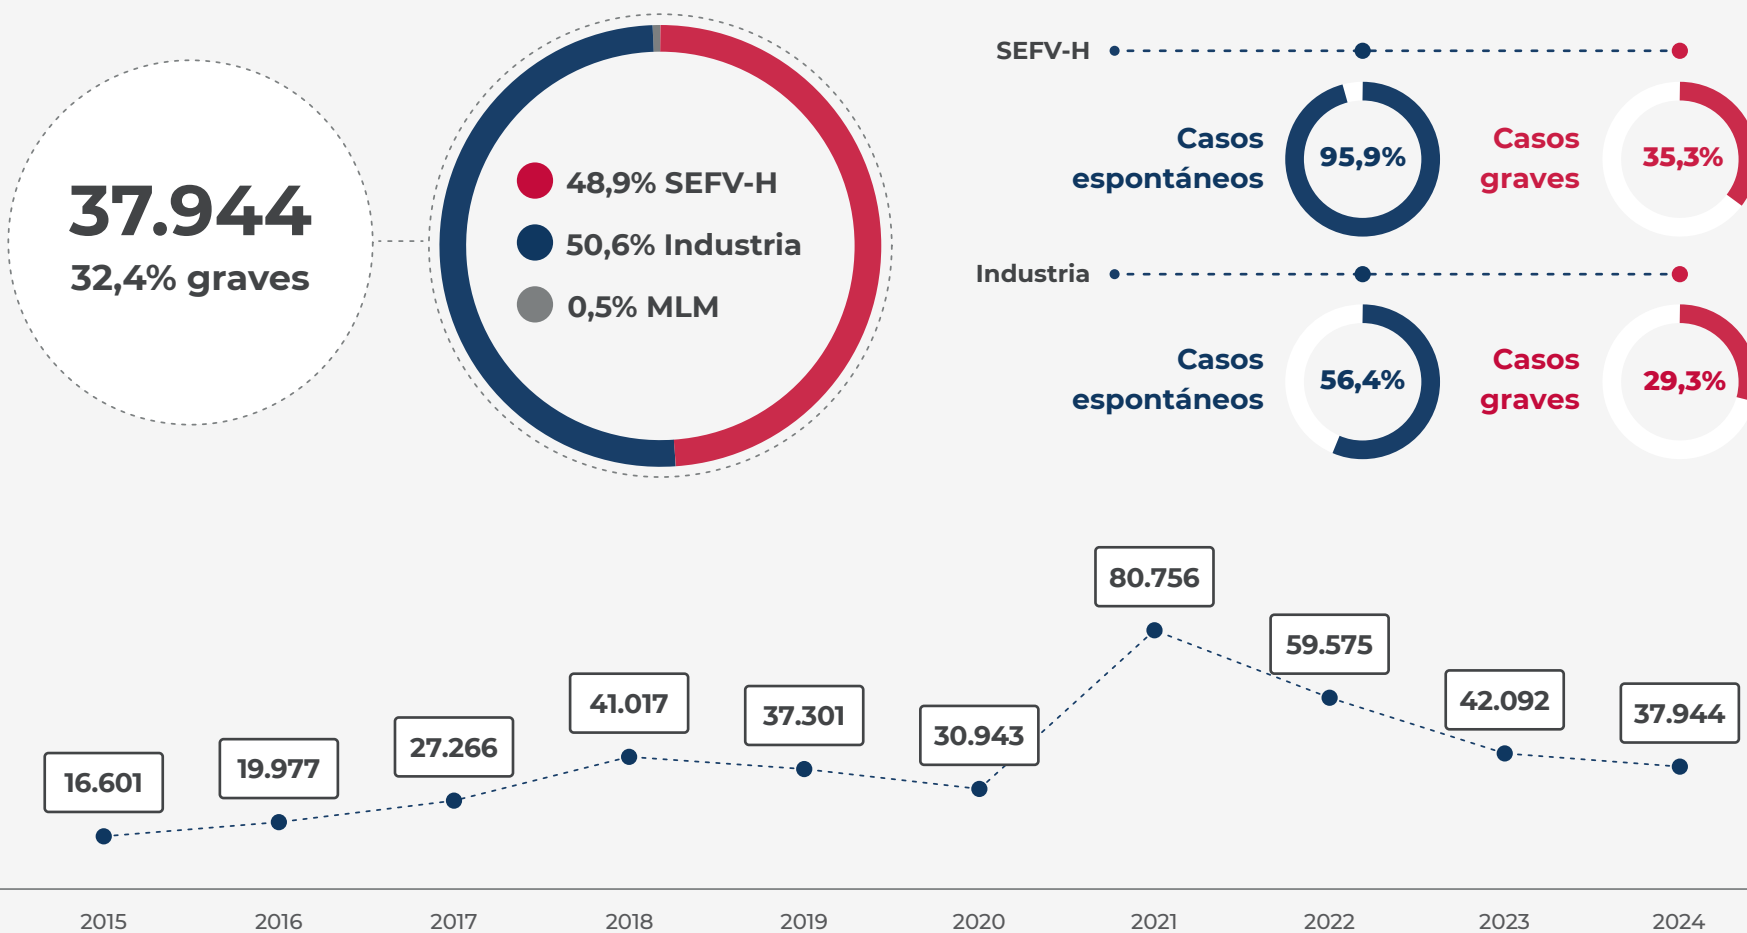 37.944
32,4% graves
48,9% SEFV-H
50,6% Industria
0,5% MLM
SEFV-H
Casos
espontáneos
95,9%
Casos
graves
35,3%
Industria
Casos
espontáneos
56,4%
Casos
graves
29,3%
16.601
19.977
27.266
41.017
37.301
30.943
80.756
59.575
42.092
37.944
2015
2016
2017
2018
2019
2020
2021
2022
2023
2024